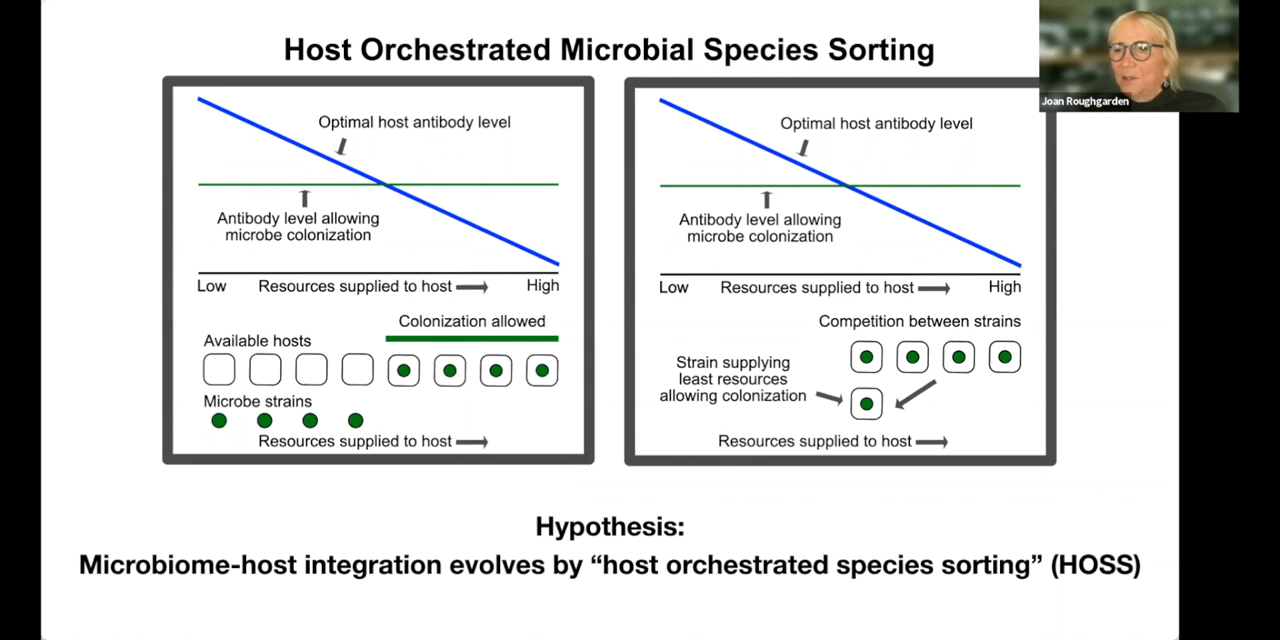 Host Orchestrated Microbial Species Sorting
Joan Roughgarden
Optimal host antibody level
Antibody level allowing
microbe colonization
Low Resources supplied to host High
Colonization allowed
Available hosts
Microbe strains
Resources supplied to host
Optimal host antibody level
Antibody level allowing
microbe colonization
Low Resources supplied to host High
Competition between strains
Strain supplying
least resources
allowing colonization
Resources supplied to host
Hypothesis:
Microbiome-host integration evolves by “host orchestrated species sorting” (HOSS)